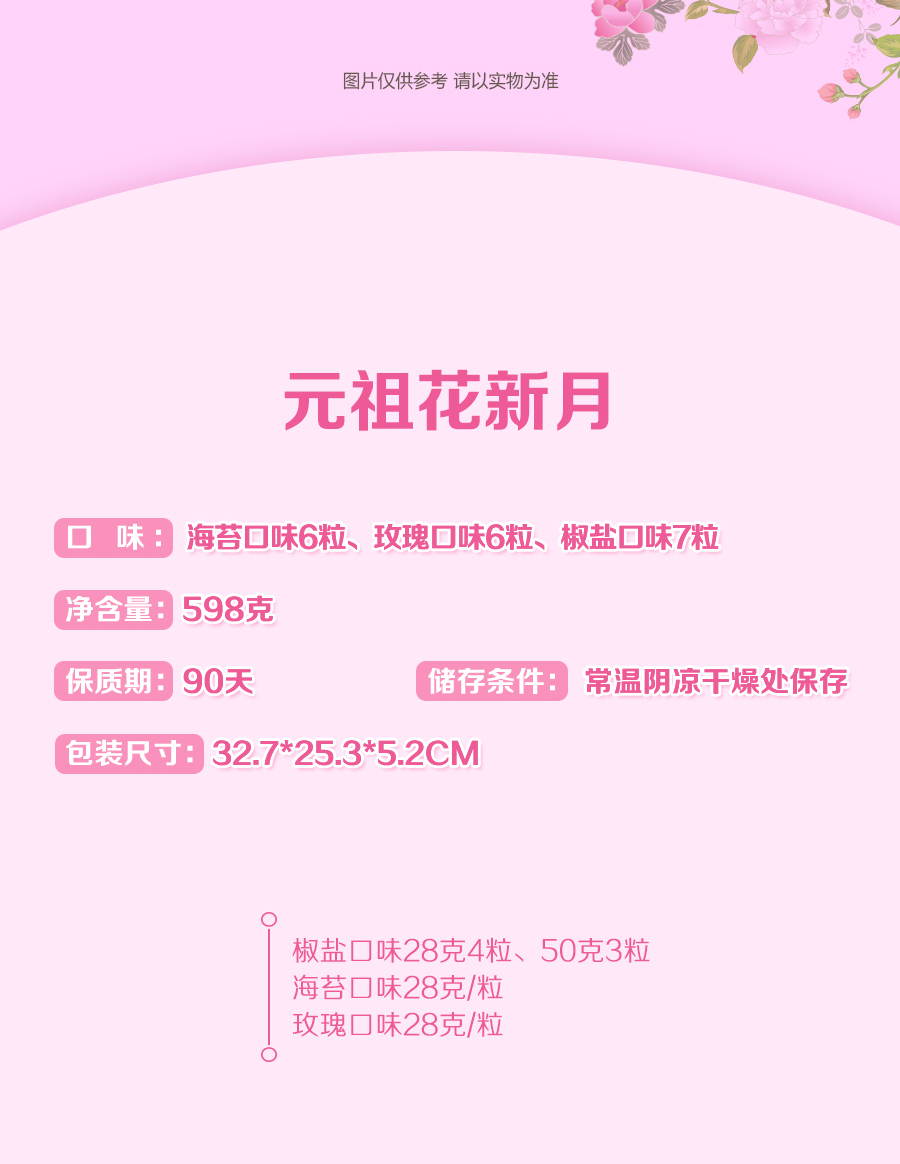 图片仅供参考 请以实物为准
元祖花新月
口 味： 海苔口味6粒、玫瑰口味6粒、椒盐口味7粒
净含量：598克
保质期：90天 储存条件：常温阴凉干燥处保存
包装尺寸：32.7*25.3*5.2CM
椒盐口味28克4粒、50克3粒
海苔口味28克/粒
玫瑰口味28克/粒